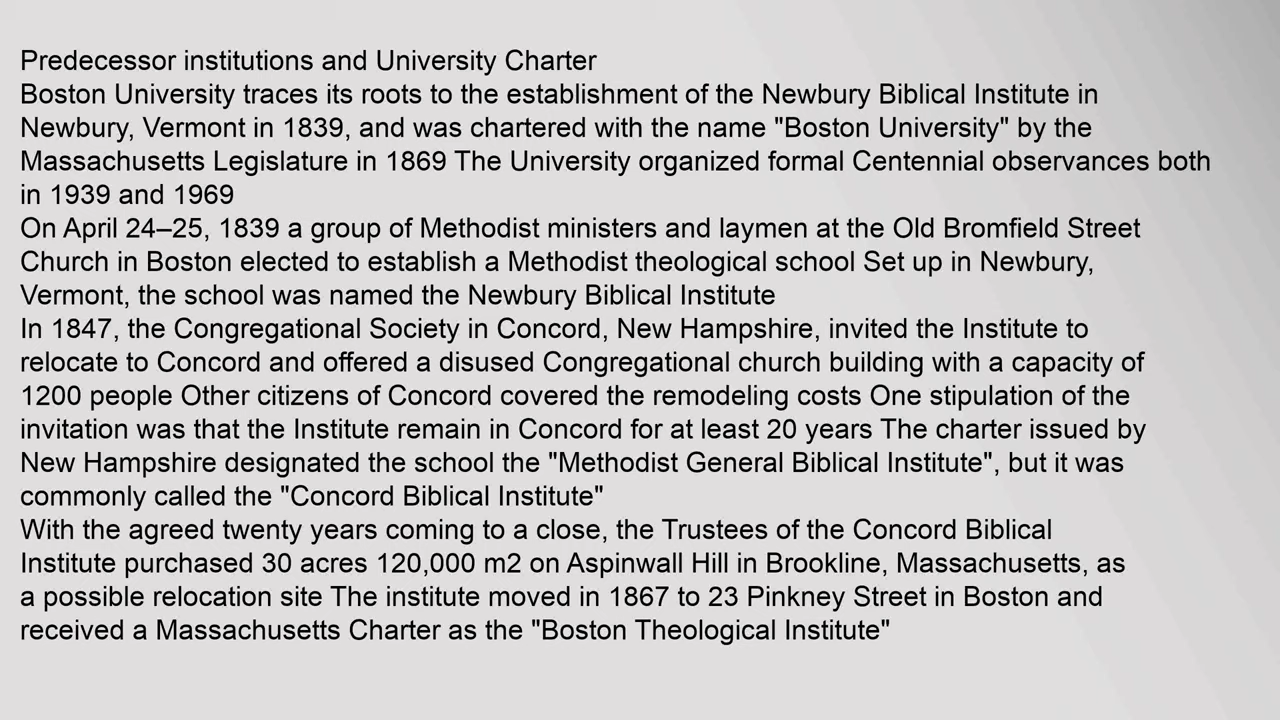 Predecessor institutions and University Charter
Boston University traces its roots to the establishment of the Newbury Biblical Institute in
Newbury, Vermont in 1839, and was chartered with the name "Boston University" by the
Massachusetts Legislature in 1869 The University organized formal Centennial observances both
in 1939 and 1969
On April 24–25, 1839 a group of Methodist ministers and laymen at the Old Bromfield Street
Church in Boston elected to establish a Methodist theological school Set up in Newbury,
Vermont, the school was named the Newbury Biblical Institute
In 1847, the Congregational Society in Concord, New Hampshire, invited the Institute to
relocate to Concord and offered a disused Congregational church building with a capacity of
1200 people Other citizens of Concord covered the remodeling costs One stipulation of the
invitation was that the Institute remain in Concord for at least 20 years The charter issued by
New Hampshire designated the school the "Methodist General Biblical Institute", but it was
commonly called the "Concord Biblical Institute"
With the agreed twenty years coming to a close, the Trustees of the Concord Biblical
Institute purchased 30 acres 120,000 m2 on Aspinwall Hill in Brookline, Massachusetts, as
a possible relocation site The institute moved in 1867 to 23 Pinkney Street in Boston and
received a Massachusetts Charter as the "Boston Theological Institute"